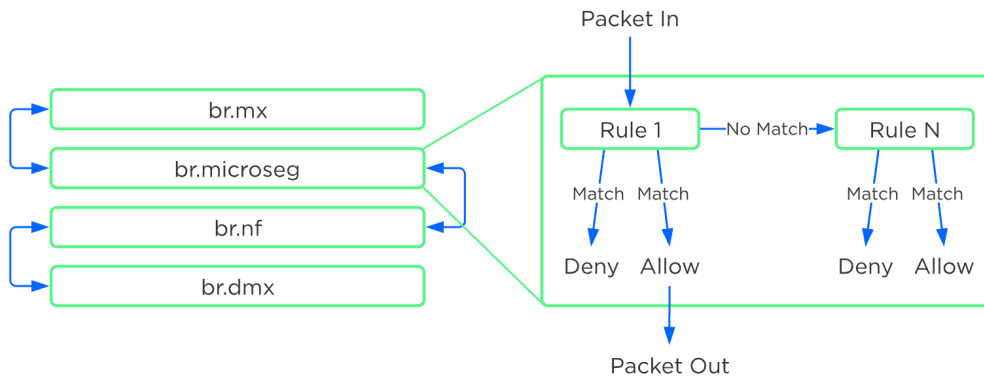 Packet In
br.mx
br.microseg
br.nf
br.dmx
Rule 1
No Match
Rule N
Match
Match
Match
Match
Deny
Allow
Deny
Allow
Packet Out